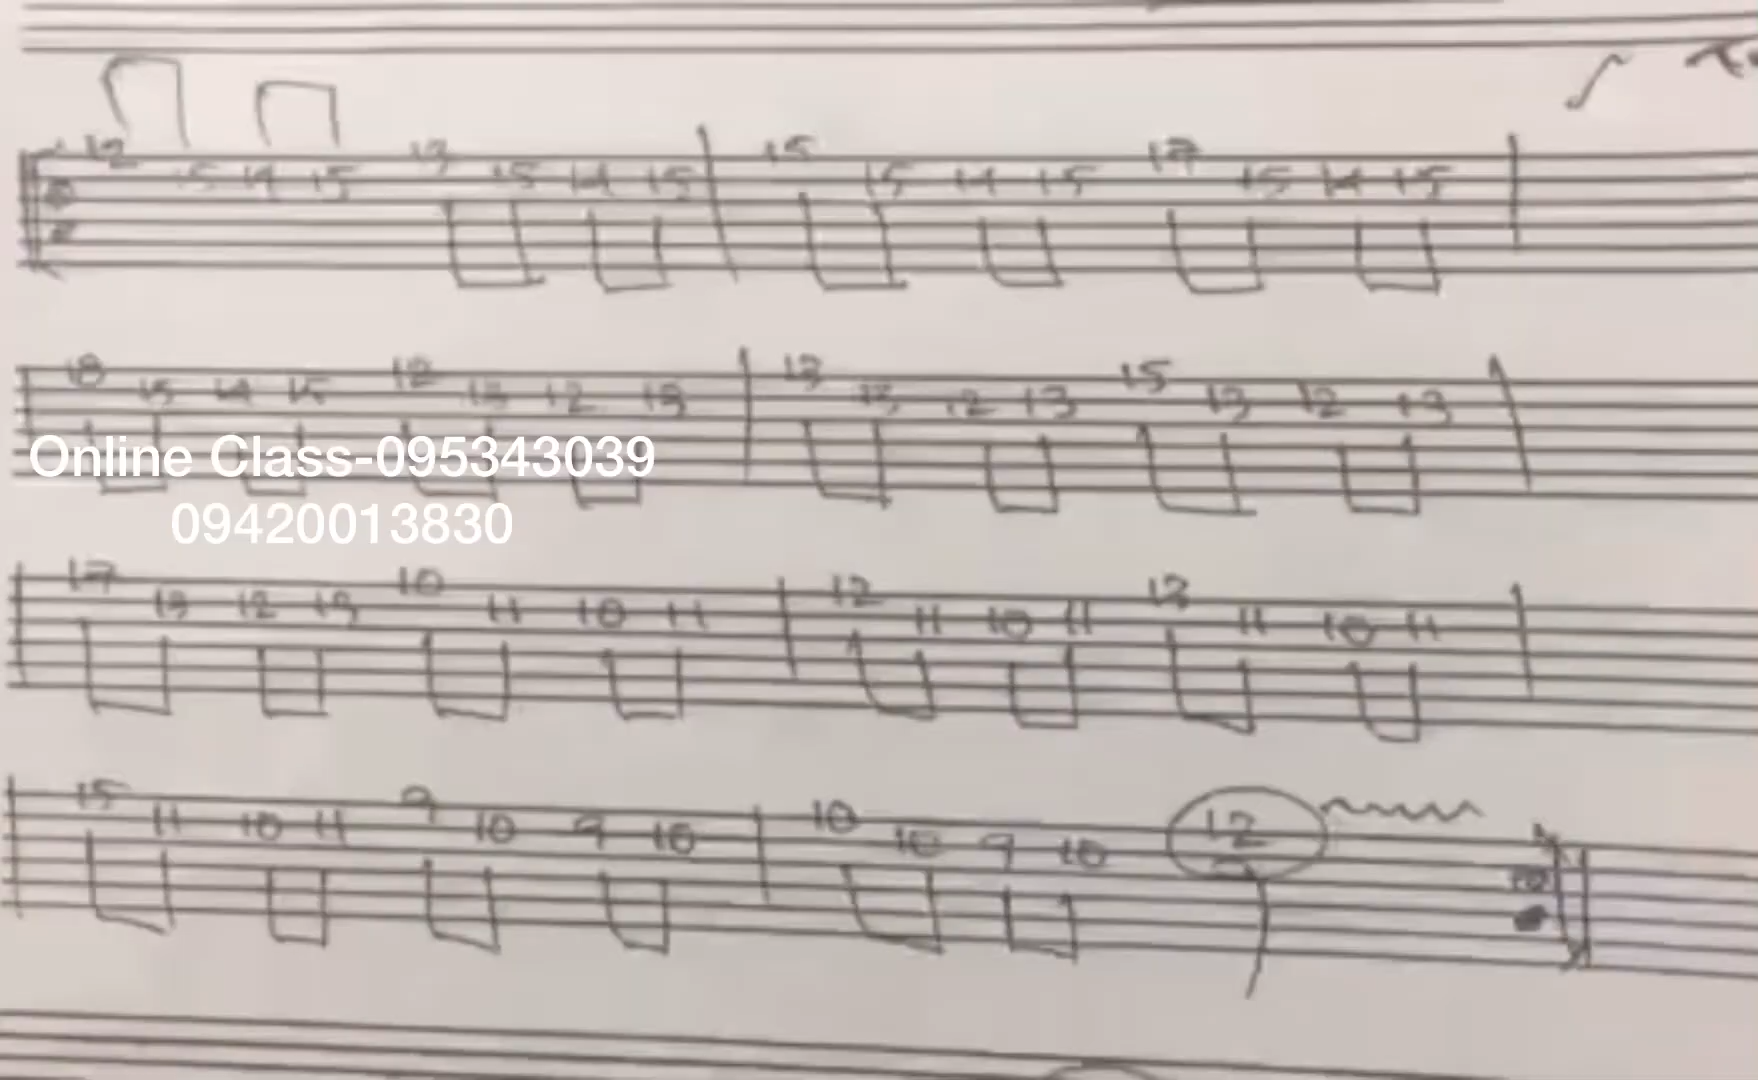 12 15 14 15 13 15 14 15 15 15 14 15 17 15 14 15
18 15 14 15 12 13 12 13 13 13 12 13 15 13 12 13
Online Class-095343039
09420013830
17 13 12 13 10 11 10 11 12 11 10 11 13 11 10 11
15 11 10 11 9 10 9 10 10 10 9 10 12